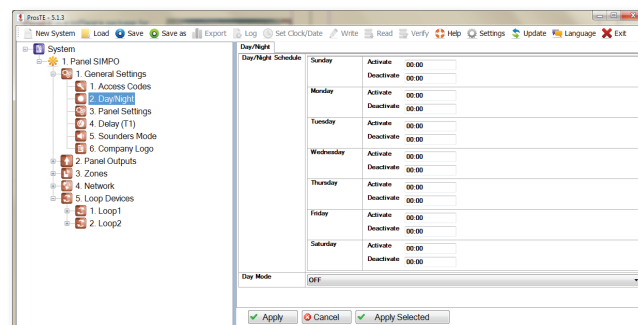 ProsTE - 5.1.3
New System Load Save Save as Export Log Set Clock/Date Write Read Verify Help Settings Update Language Exit
System
1. Panel SIMPO
1. General Settings
1. Access Codes
2. Day/Night
3. Panel Settings
4. Delay (T1)
5. Sounders Mode
6. Company Logo
2. Panel Outputs
3. Zones
4. Network
5. Loop Devices
1. Loop1
2. Loop2
Day/Night
Day/Night Schedule
Sunday Activate 00:00
Deactivate 00:00
Monday Activate 00:00
Deactivate 00:00
Tuesday Activate 00:00
Deactivate 00:00
Wednesday Activate 00:00
Deactivate 00:00
Thursday Activate 00:00
Deactivate 00:00
Friday Activate 00:00
Deactivate 00:00
Saturday Activate 00:00
Deactivate 00:00
Day Mode OFF
Apply Cancel Apply Selected